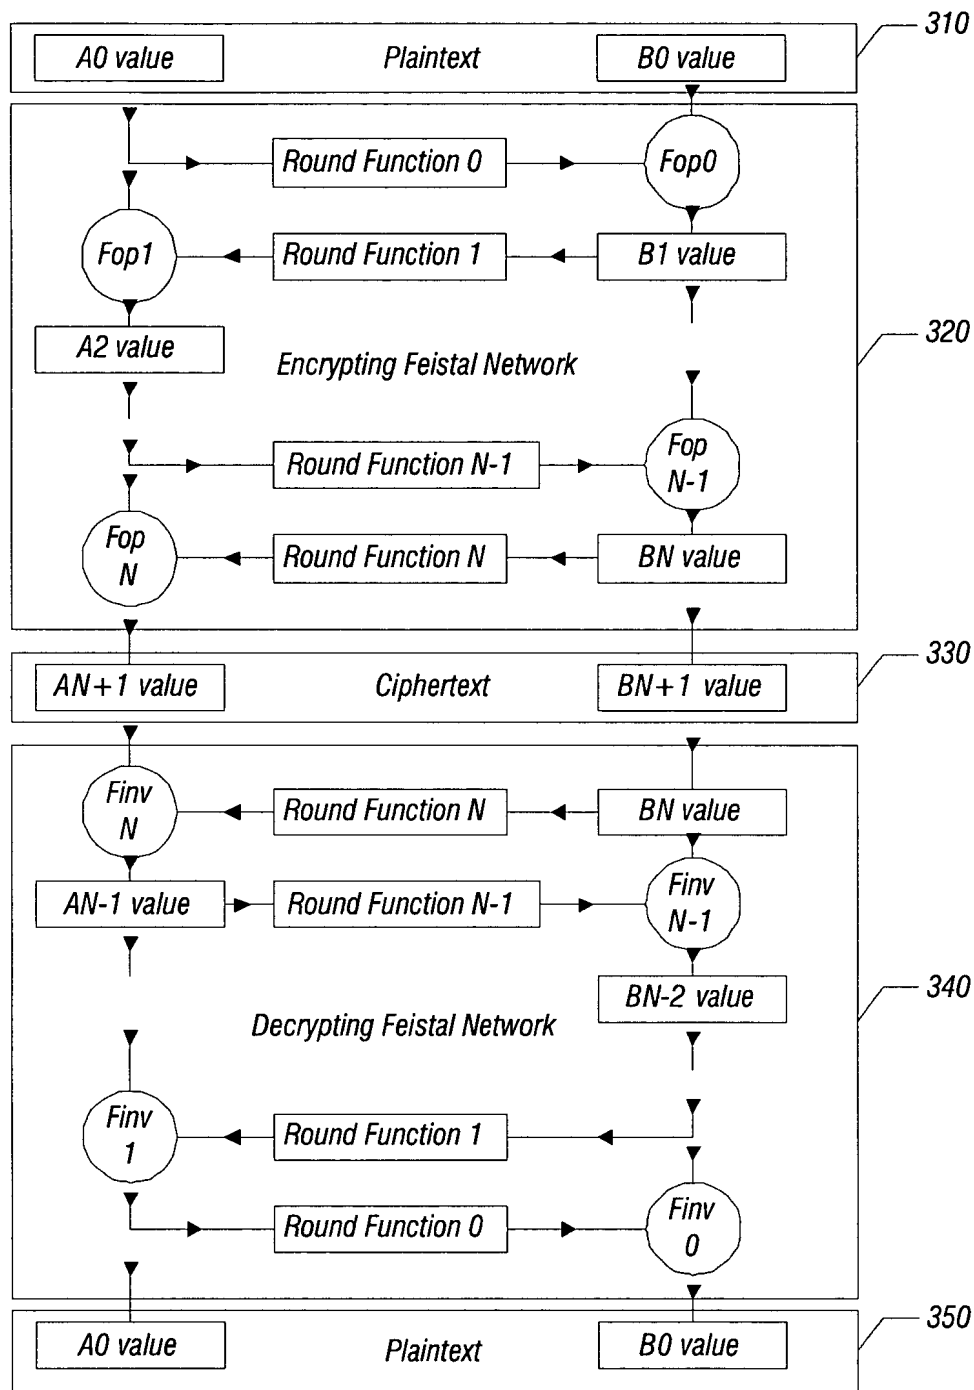 310
A0 value Plaintext B0 value
Round Function 0 Fop0
Fop1 Round Function 1 B1 value
320
A2 value
Encrypting Feistal Network
Round Function N-1 Fop
N-1
Fop
N Round Function N BN value
330
AN+1 value Ciphertext BN+1 value
Finv
N Round Function N BN value
AN-1 value Round Function N-1 Finv
N-1
340
BN-2 value
Decrypting Feistal Network
Finv
1 Round Function 1
Round Function 0 Finv
0
350
A0 value Plaintext B0 value